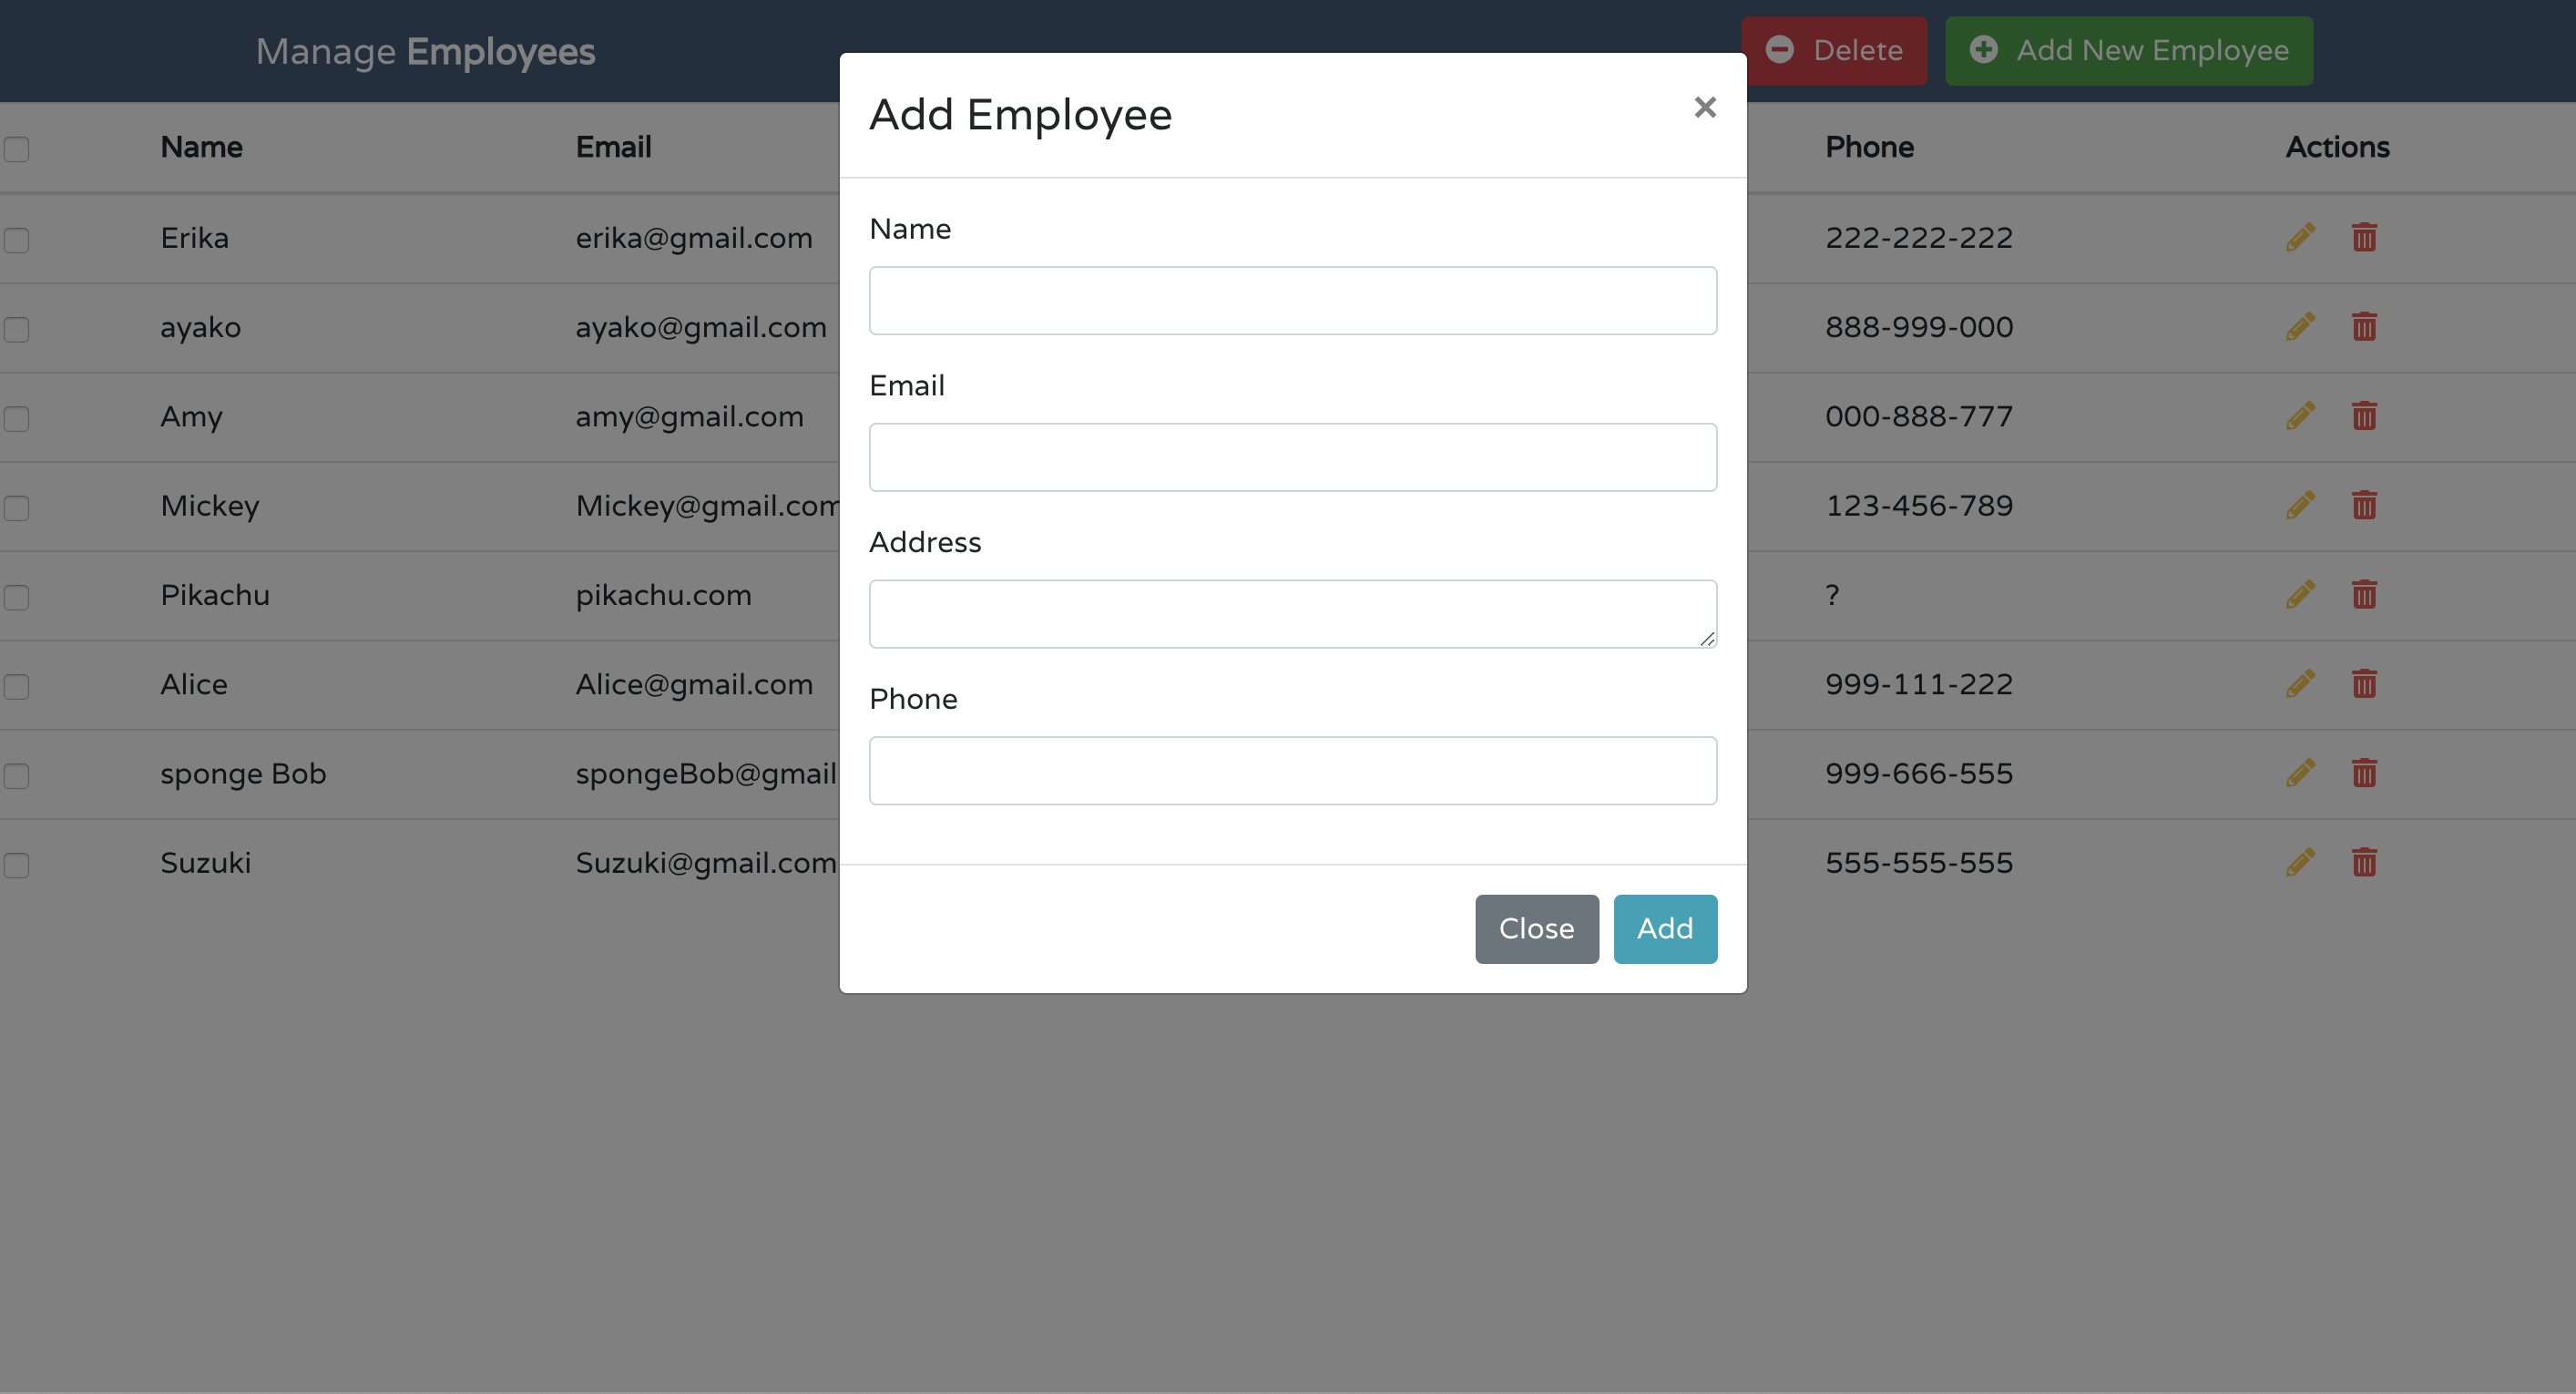 Manage Employees
Delete
Add New Employee
Name Email Phone Actions
Erika erika@gmail.com 222-222-222
ayako ayako@gmail.com 888-999-000
Amy amy@gmail.com 000-888-777
Mickey Mickey@gmail.com 123-456-789
Pikachu pikachu.com ?
Alice Alice@gmail.com 999-111-222
sponge Bob spongeBob@gmail 999-666-555
Suzuki Suzuki@gmail.com 555-555-555
Add Employee ×
Name
Email
Address
Phone
Close Add